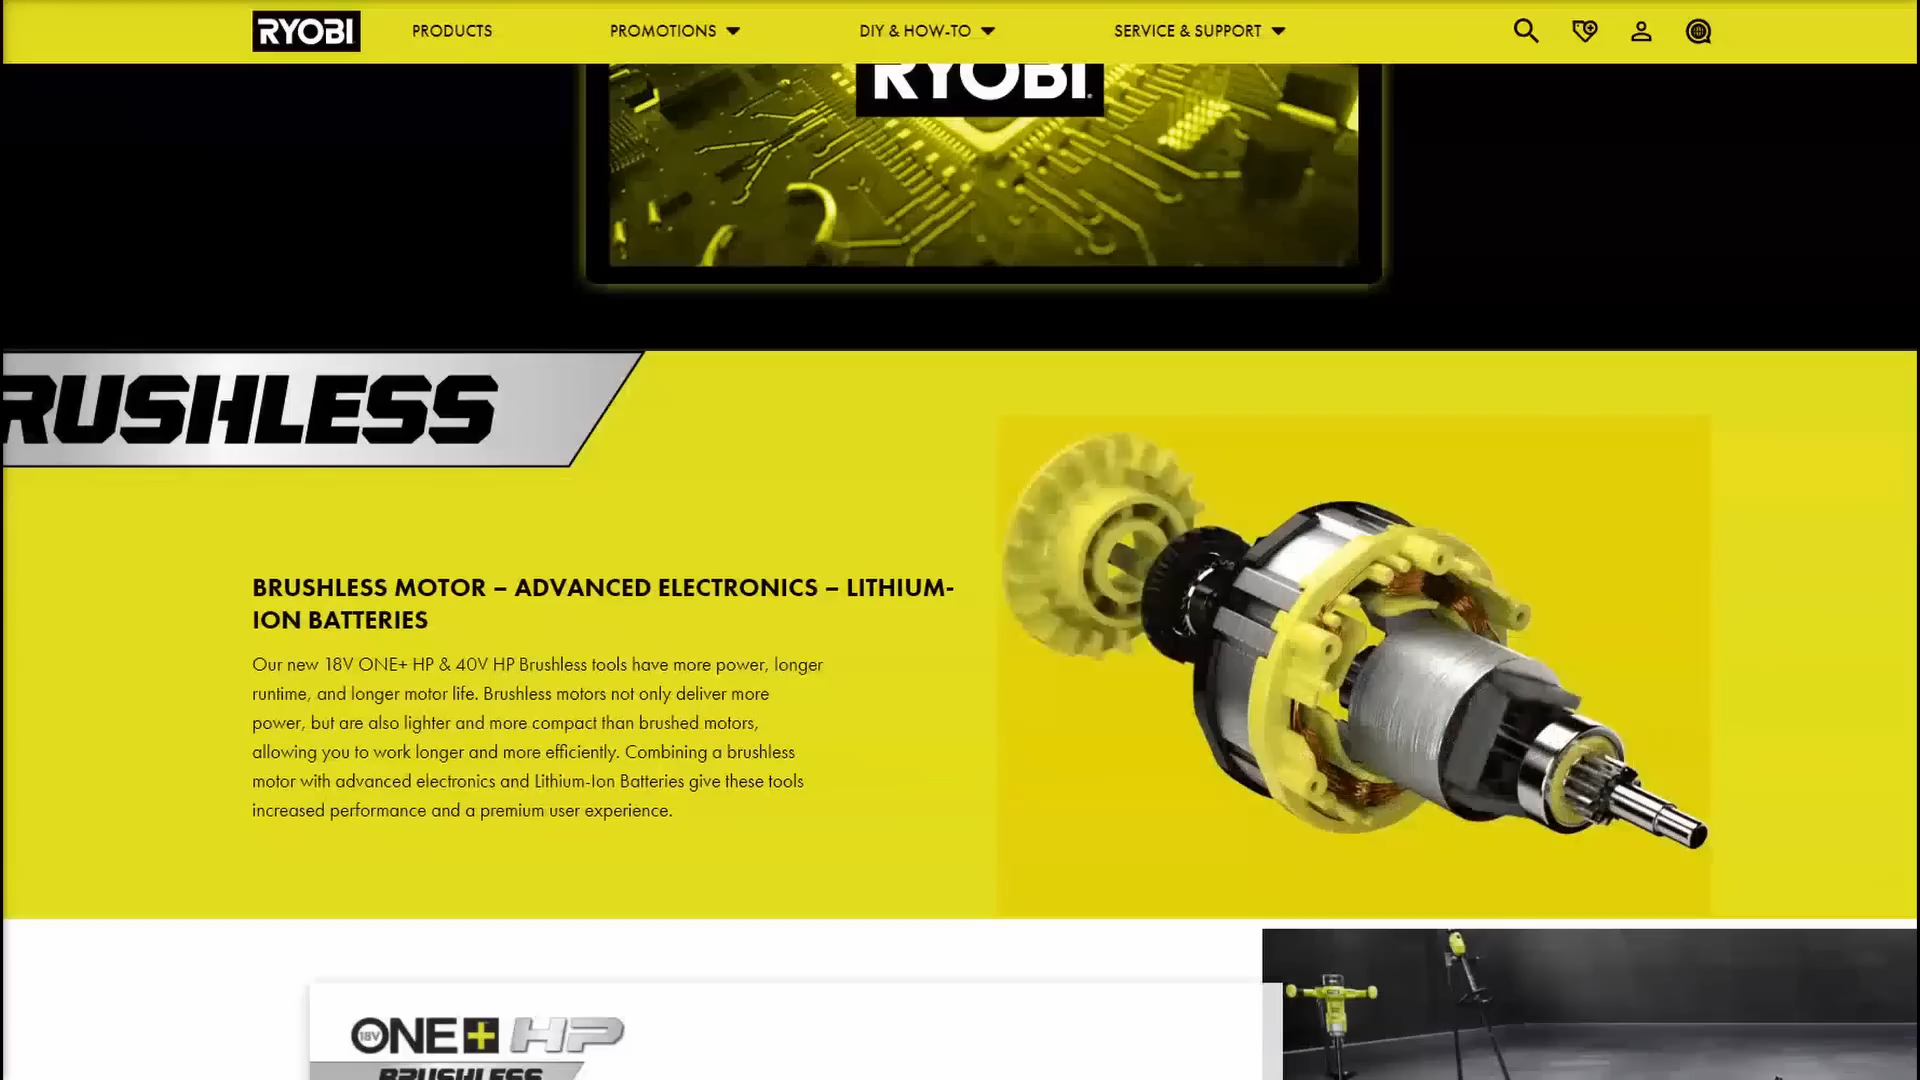 RYOBI
PRODUCTS
PROMOTIONS
DIY & HOW-TO
SERVICE & SUPPORT
RYOBI
RUSHLESS
BRUSHLESS MOTOR – ADVANCED ELECTRONICS – LITHIUM-
ION BATTERIES
Our new 18V ONE+ HP & 40V HP Brushless tools have more power, longer
runtime, and longer motor life. Brushless motors not only deliver more
power, but are also lighter and more compact than brushed motors,
allowing you to work longer and more efficiently. Combining a brushless
motor with advanced electronics and Lithium-Ion Batteries give these tools
increased performance and a premium user experience.
18V ONE+ HP
BRUSHLESS